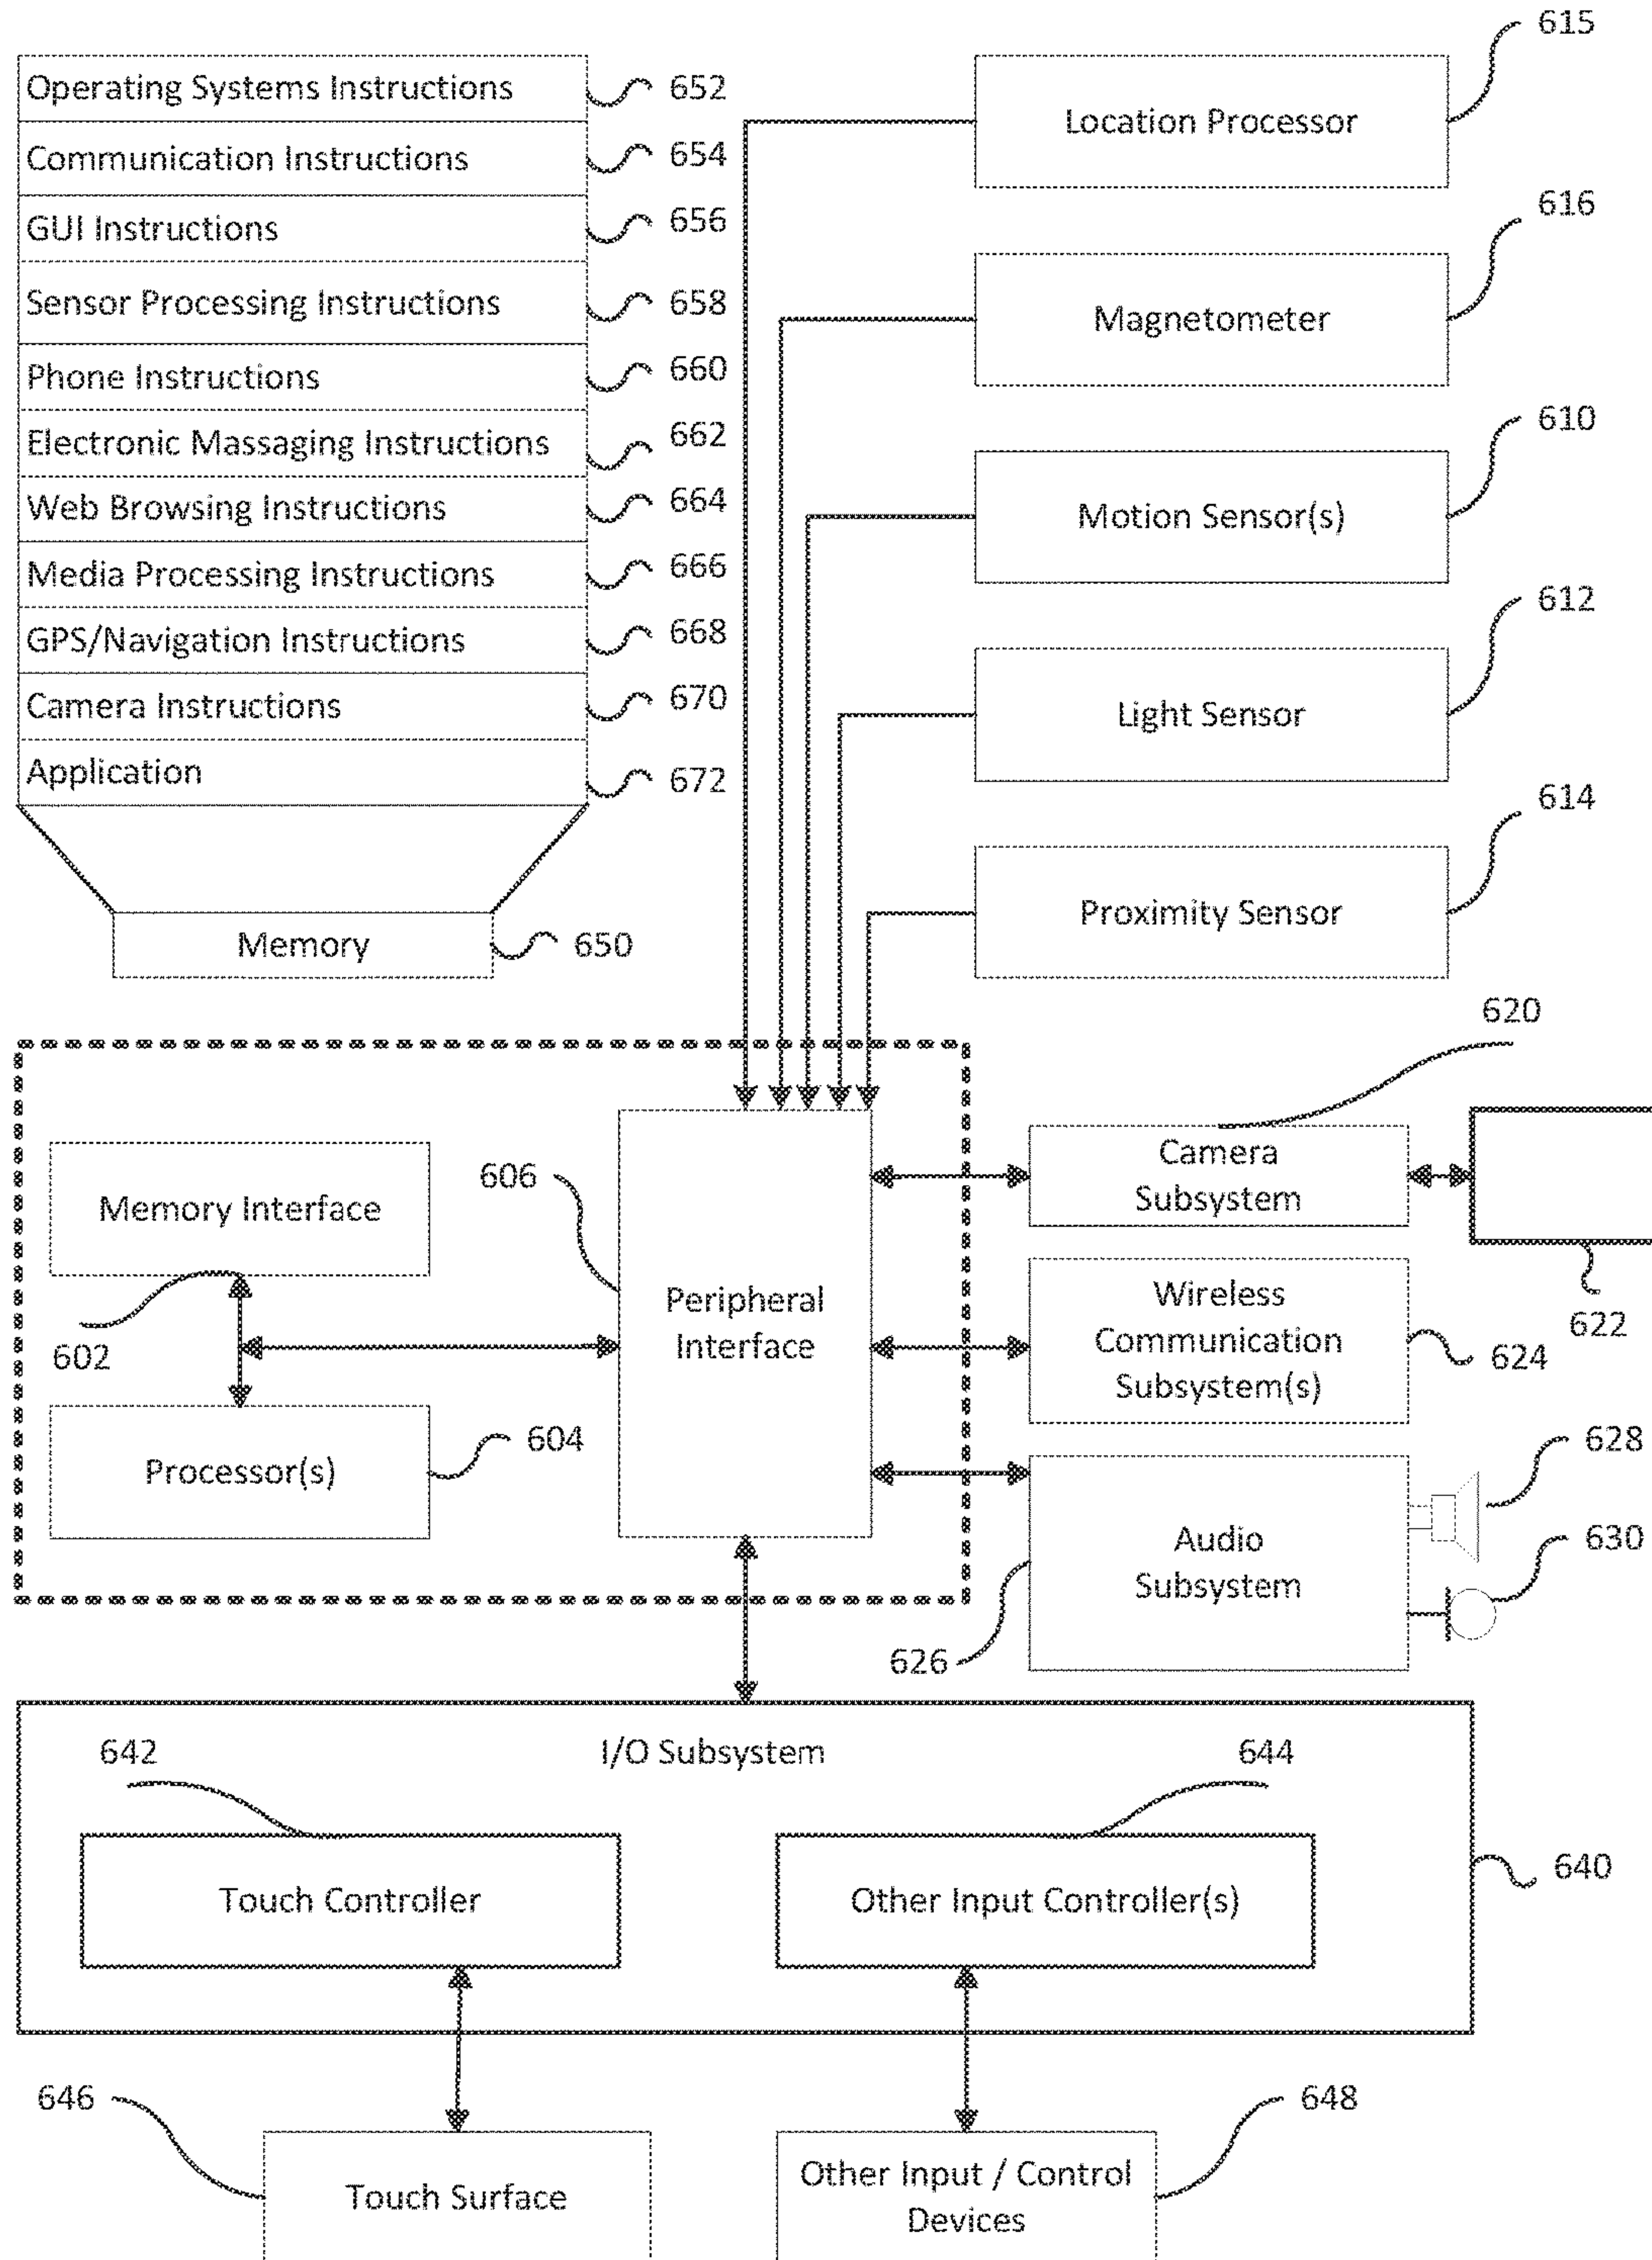 615
Operating Systems Instructions 652
Location Processor
Communication Instructions 654
GUI Instructions 656
616
Sensor Processing Instructions 658
Magnetometer
Phone Instructions 660
610
Electronic Massaging Instructions 662
Web Browsing Instructions 664
Motion Sensor(s)
Media Processing Instructions 666
612
GPS/Navigation Instructions 668
Camera Instructions 670
Light Sensor
Application 672
614
Proximity Sensor
Memory 650
620
606
Camera
Subsystem
Memory Interface
622
602
Peripheral
Interface
Wireless
Communication
Subsystem(s)
624
604
Processor(s)
628
630
Audio
Subsystem
626
642
I/O Subsystem
644
640
Touch Controller
Other Input Controller(s)
646
648
Touch Surface
Other Input / Control
Devices